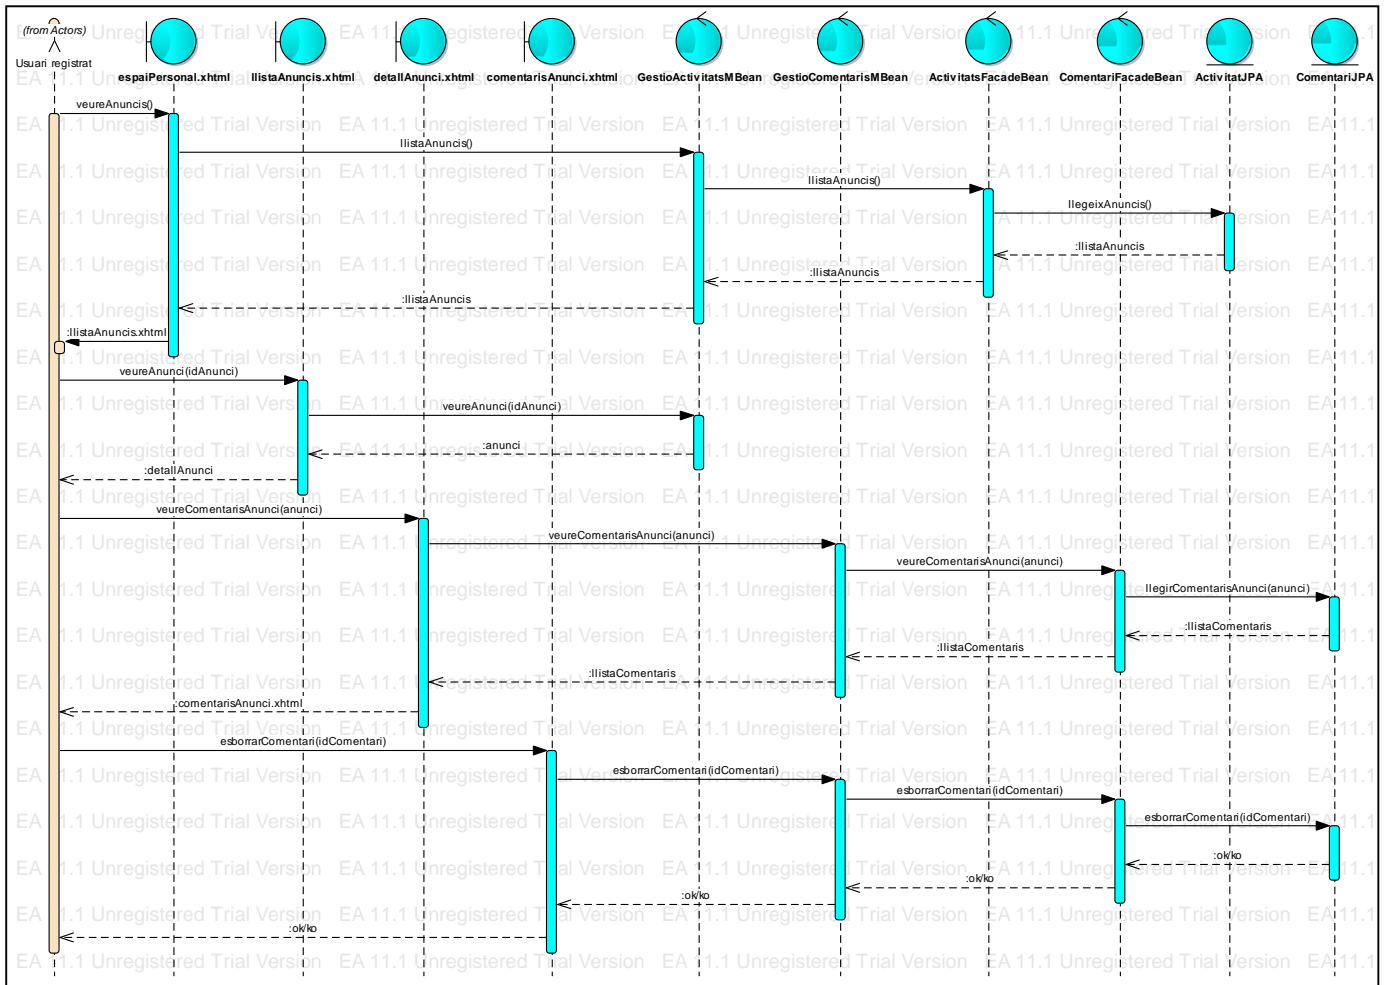 (from Actors)
Usuari registrat
espaiPersonal.xhtml
llistaAnuncis.xhtml
detallAnunci.xhtml
comentarisAnunci.xhtml
GestioActivitatsMBean
GestioComentarisMBean
ActivitatsFacadeBean
ComentariFacadeBean
ActivitatJPA
ComentariJPA
veureAnuncis()
llistaAnuncis()
llistaAnuncis()
llegeixAnuncis()
:llistaAnuncis
:llistaAnuncis
:llistaAnuncis
:llistaAnuncis.xhtml
veureAnunci(idAnunci)
veureAnunci(idAnunci)
:anunci
:detallAnunci
veureComentarisAnunci(anunci)
veureComentarisAnunci(anunci)
veureComentarisAnunci(anunci)
llegirComentarisAnunci(anunci)
:llistaComentaris
:llistaComentaris
:llistaComentaris
:comentarisAnunci.xhtml
esborrarComentari(idComentari)
esborrarComentari(idComentari)
esborrarComentari(idComentari)
esborrarComentari(idComentari)
:ok/ko
:ok/ko
:ok/ko
:ok/ko
EA 11.1 Unregistered Trial Version